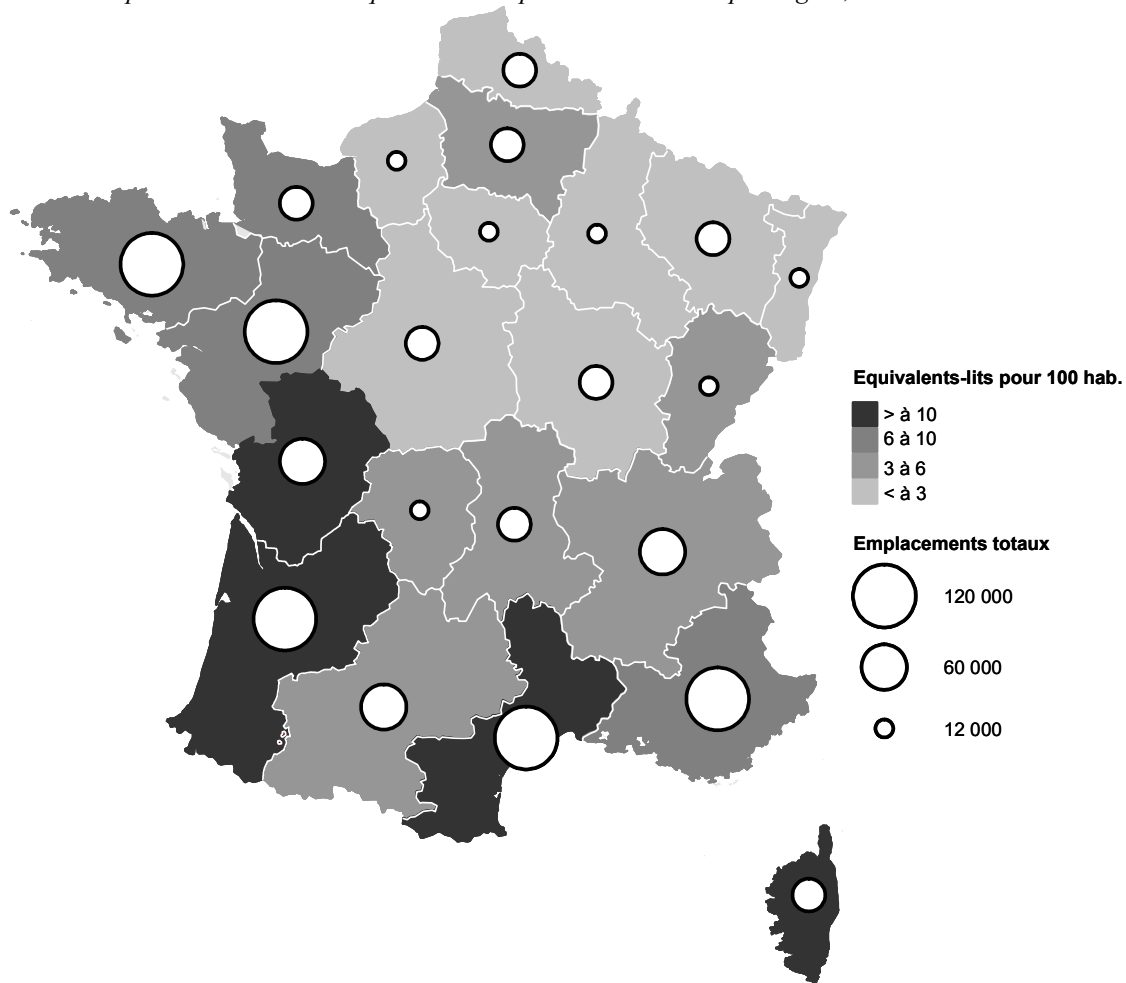 Equivalents-lits pour 100 hab.
> à 10
6 à 10
3 à 6
< à 3
Emplacements totaux
120 000
60 000
12 000